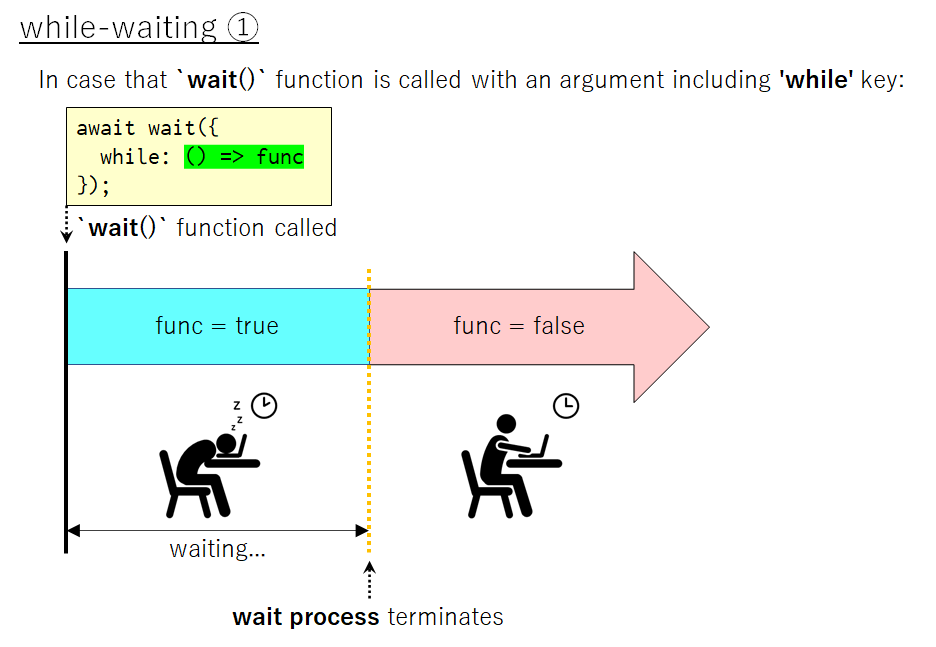 while-waiting ①
In case that `wait()` function is called with an argument including 'while' key:
await wait({
  while: () => func
});
`wait()` function called
func = true
func = false
z
z
z
waiting...
wait process terminates